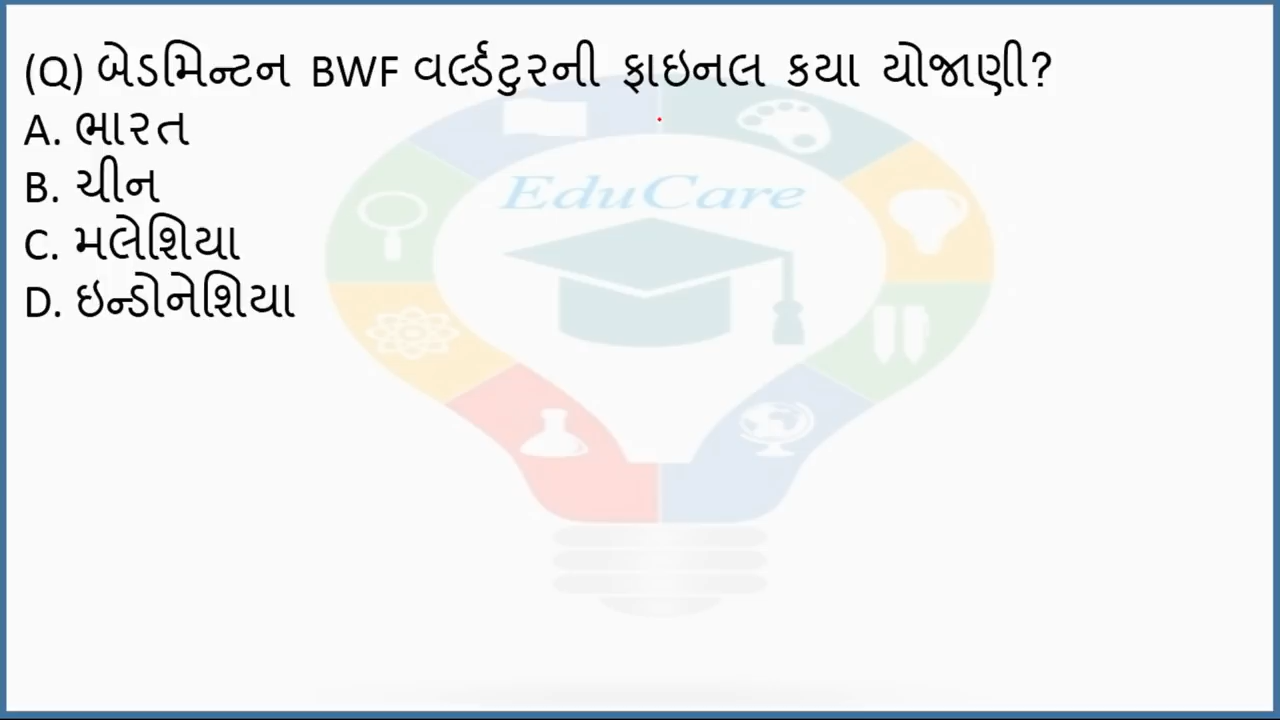 (Q) બેડમિન્ટન BWF વર્લ્ડટુરની ફાઇનલ કયા યોજાણી?
A. ભારત
B. ચીન
C. મલેશિયા
D. ઇન્ડોનેશિયા
EduCare